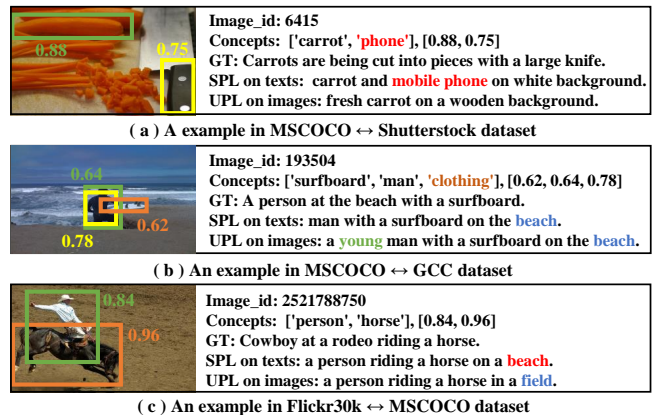 0.88
0.75
Image_id: 6415
Concepts: ['carrot', 'phone'], [0.88, 0.75]
GT: Carrots are being cut into pieces with a large knife.
SPL on texts: carrot and mobile phone on white background.
UPL on images: fresh carrot on a wooden background.
( a ) A example in MSCOCO ↔ Shutterstock dataset
0.64
0.62
0.78
Image_id: 193504
Concepts: ['surfboard', 'man', 'clothing'], [0.62, 0.64, 0.78]
GT: A person at the beach with a surfboard.
SPL on texts: man with a surfboard on the beach.
UPL on images: a young man with a surfboard on the beach.
( b ) An example in MSCOCO ↔ GCC dataset
0.84
0.96
Image_id: 2521788750
Concepts: ['person', 'horse'], [0.84, 0.96]
GT: Cowboy at a rodeo riding a horse.
SPL on texts: a person riding a horse on a beach.
UPL on images: a person riding a horse in a field.
( c ) An example in Flickr30k ↔ MSCOCO dataset